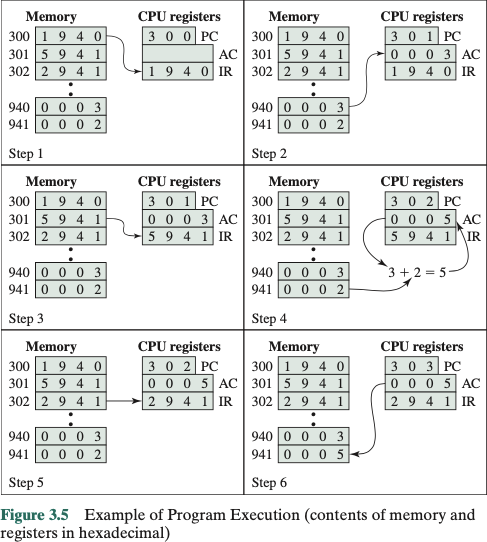 Memory CPU registers
300 1 9 4 0 3 0 0 PC
301 5 9 4 1 AC
302 2 9 4 1 1 9 4 0 IR
940 0 0 0 3
941 0 0 0 2
Step 1
Memory CPU registers
300 1 9 4 0 3 0 1 PC
301 5 9 4 1 0 0 0 3 AC
302 2 9 4 1 1 9 4 0 IR
940 0 0 0 3
941 0 0 0 2
Step 2
Memory CPU registers
300 1 9 4 0 3 0 1 PC
301 5 9 4 1 0 0 0 3 AC
302 2 9 4 1 5 9 4 1 IR
940 0 0 0 3
941 0 0 0 2
Step 3
Memory CPU registers
300 1 9 4 0 3 0 2 PC
301 5 9 4 1 0 0 0 5 AC
302 2 9 4 1 5 9 4 1 IR
940 0 0 0 3 3 + 2 = 5
941 0 0 0 2
Step 4
Memory CPU registers
300 1 9 4 0 3 0 2 PC
301 5 9 4 1 0 0 0 5 AC
302 2 9 4 1 2 9 4 1 IR
940 0 0 0 3
941 0 0 0 2
Step 5
Memory CPU registers
300 1 9 4 0 3 0 3 PC
301 5 9 4 1 0 0 0 5 AC
302 2 9 4 1 2 9 4 1 IR
940 0 0 0 3
941 0 0 0 5
Step 6
Figure 3.5 Example of Program Execution (contents of memory and
registers in hexadecimal)